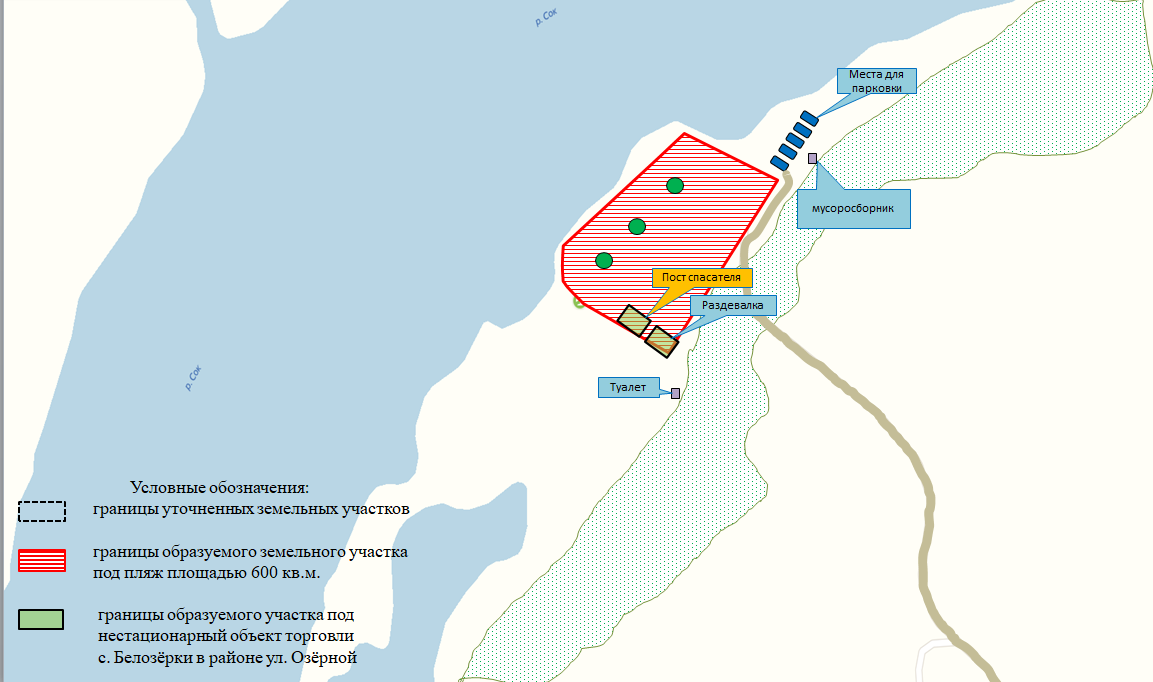 р. Сок
Места для
парковки
мусоросборник
Пост спасателя
Раздевалка
р. Сок
Туалет
Условные обозначения:
границы уточненных земельных участков
границы образуемого земельного участка
под пляж площадью 600 кв.м.
границы образуемого участка под
нестационарный объект торговли
с. Белозёрки в районе ул. Озёрной